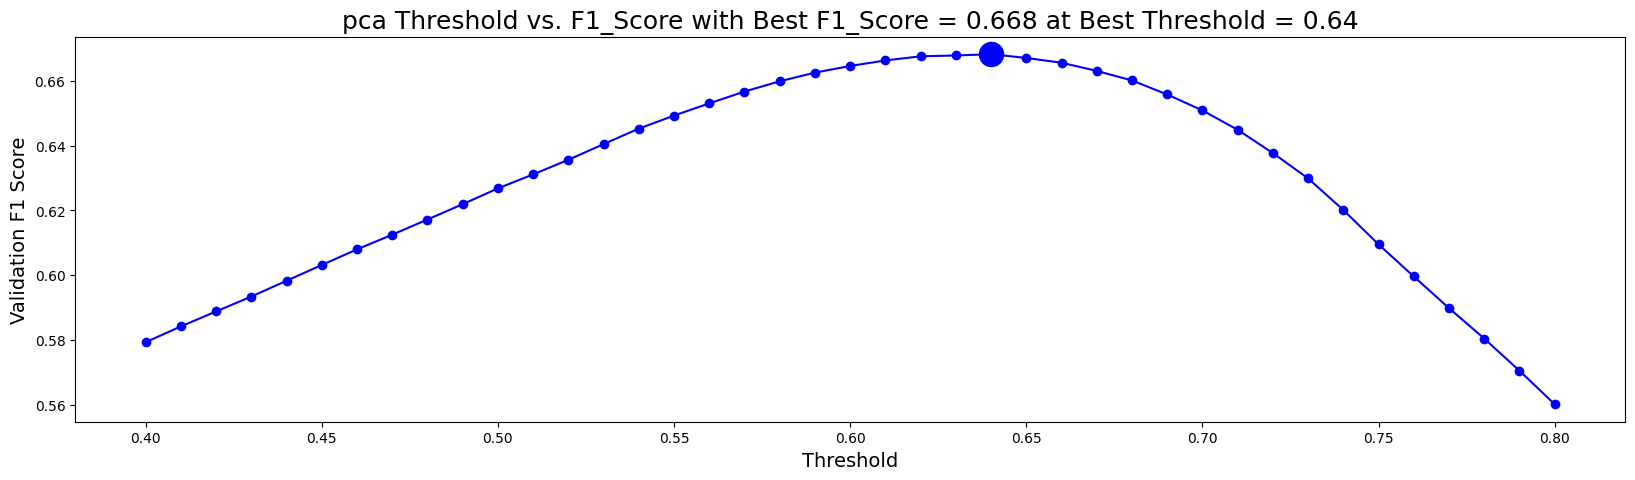 pca Threshold vs. F1_Score with Best F1_Score = 0.668 at Best Threshold = 0.64
Validation F1 Score
0.66
0.64
0.62
0.60
0.58
0.56
0.40 0.45 0.50 0.55 0.60 0.65 0.70 0.75 0.80
Threshold